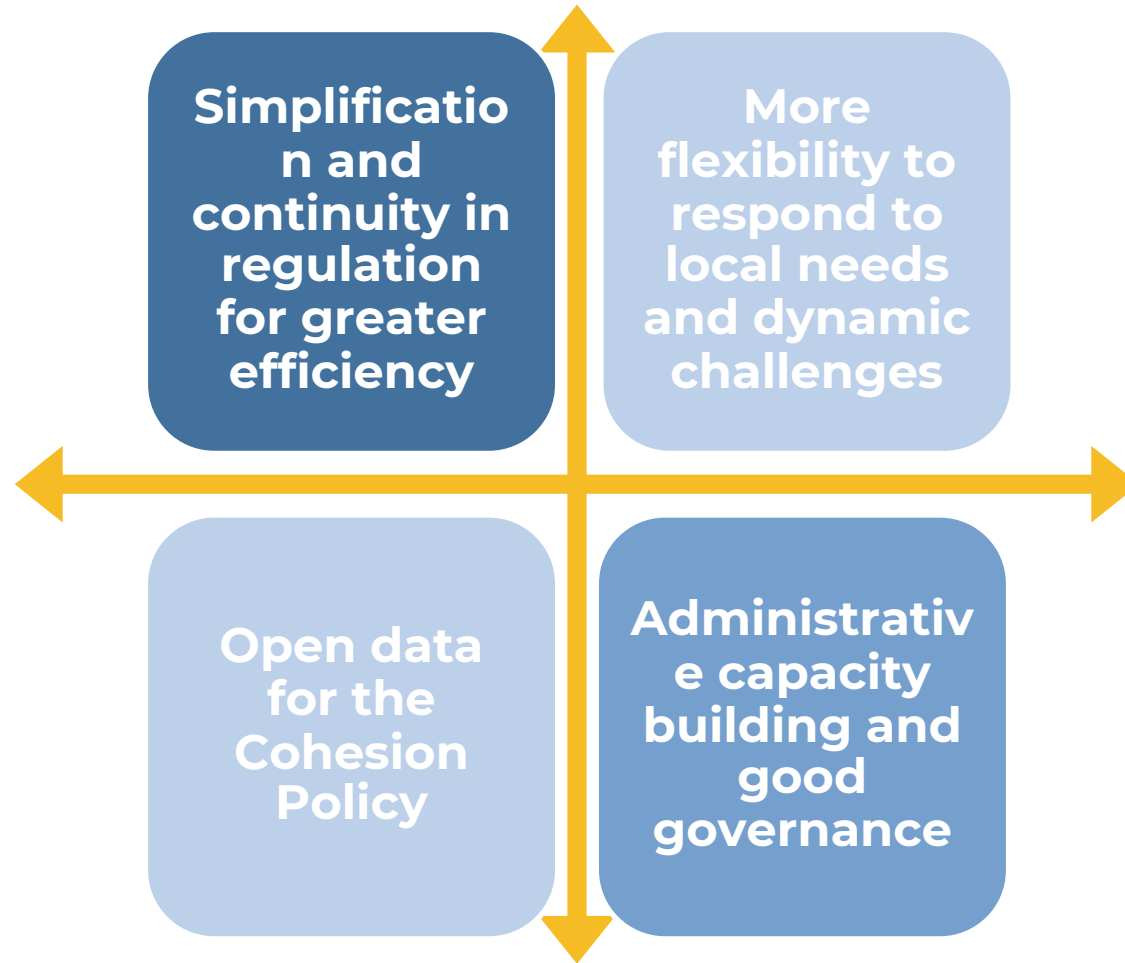 Simplificatio
n and
continuity in
regulation
for greater
efficiency
More
flexibility to
respond to
local needs
and dynamic
challenges
Open data
for the
Cohesion
Policy
Administrativ
e capacity
building and
good
governance